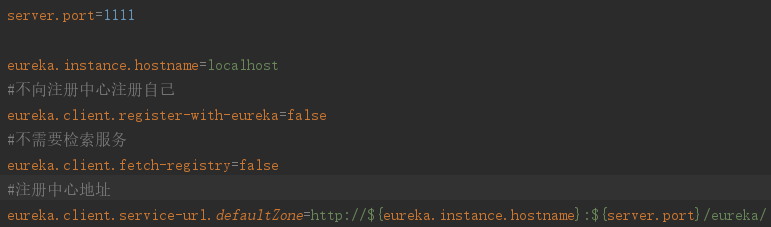 server.port=1111
eureka.instance.hostname=localhost
#不向注册中心注册自己
eureka.client.register-with-eureka=false
#不需要检索服务
eureka.client.fetch-registry=false
#注册中心地址
eureka.client.service-url.defaultZone=http://${eureka.instance.hostname}:${server.port}/eureka/